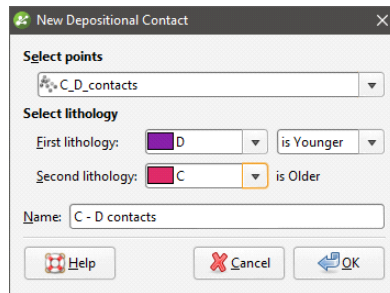 New Depositional Contact
Select points
C_D_contacts
Select lithology
First lithology: D is Younger
Second lithology: C is Older
Name: C - D contacts
Help Cancel OK